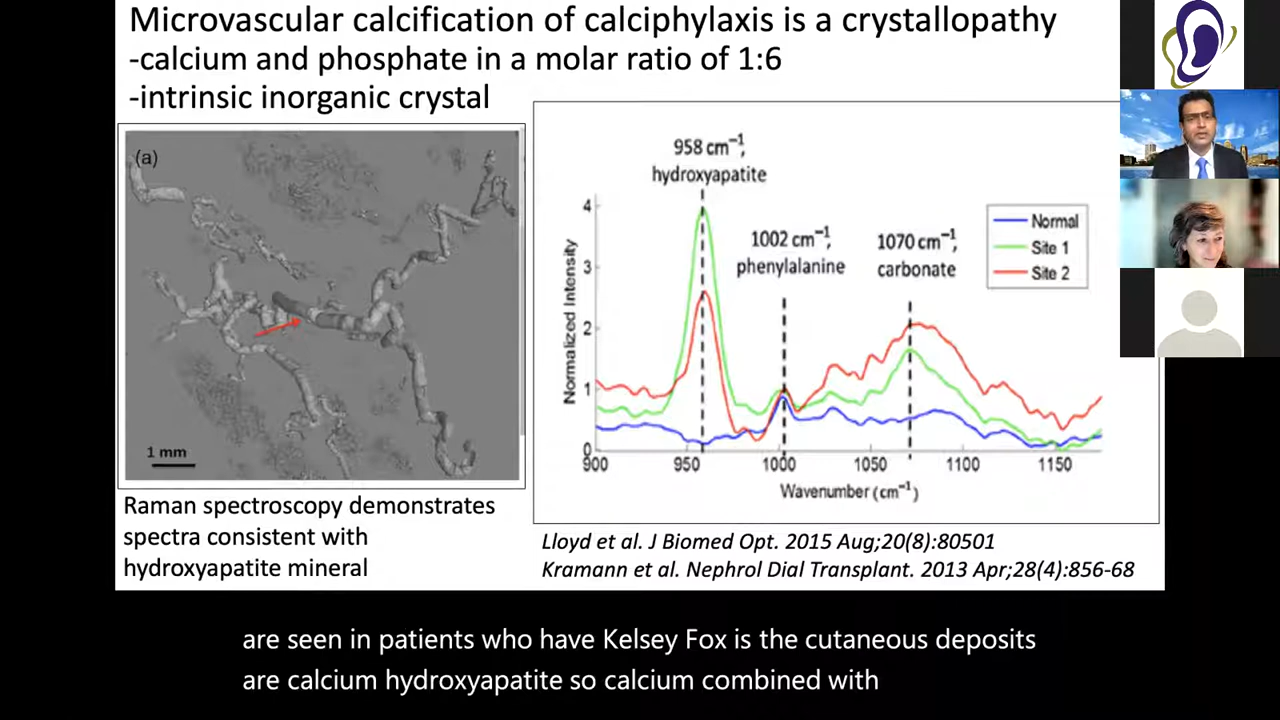 Microvascular calcification of calciphylaxis is a crystallopathy
-calcium and phosphate in a molar ratio of 1:6
-intrinsic inorganic crystal
(a)
1 mm
Raman spectroscopy demonstrates
spectra consistent with
hydroxyapatite mineral
958 cm⁻¹,
hydroxyapatite
1002 cm⁻¹,
phenylalanine
1070 cm⁻¹,
carbonate
Normal
Site 1
Site 2
Normalized Intensity
4
3
2
1
0
900 950 1000 1050 1100 1150
Wavenumber (cm⁻¹)
Lloyd et al. J Biomed Opt. 2015 Aug;20(8):80501
Kramann et al. Nephrol Dial Transplant. 2013 Apr;28(4):856-68
are seen in patients who have Kelsey Fox is the cutaneous deposits
are calcium hydroxyapatite so calcium combined with